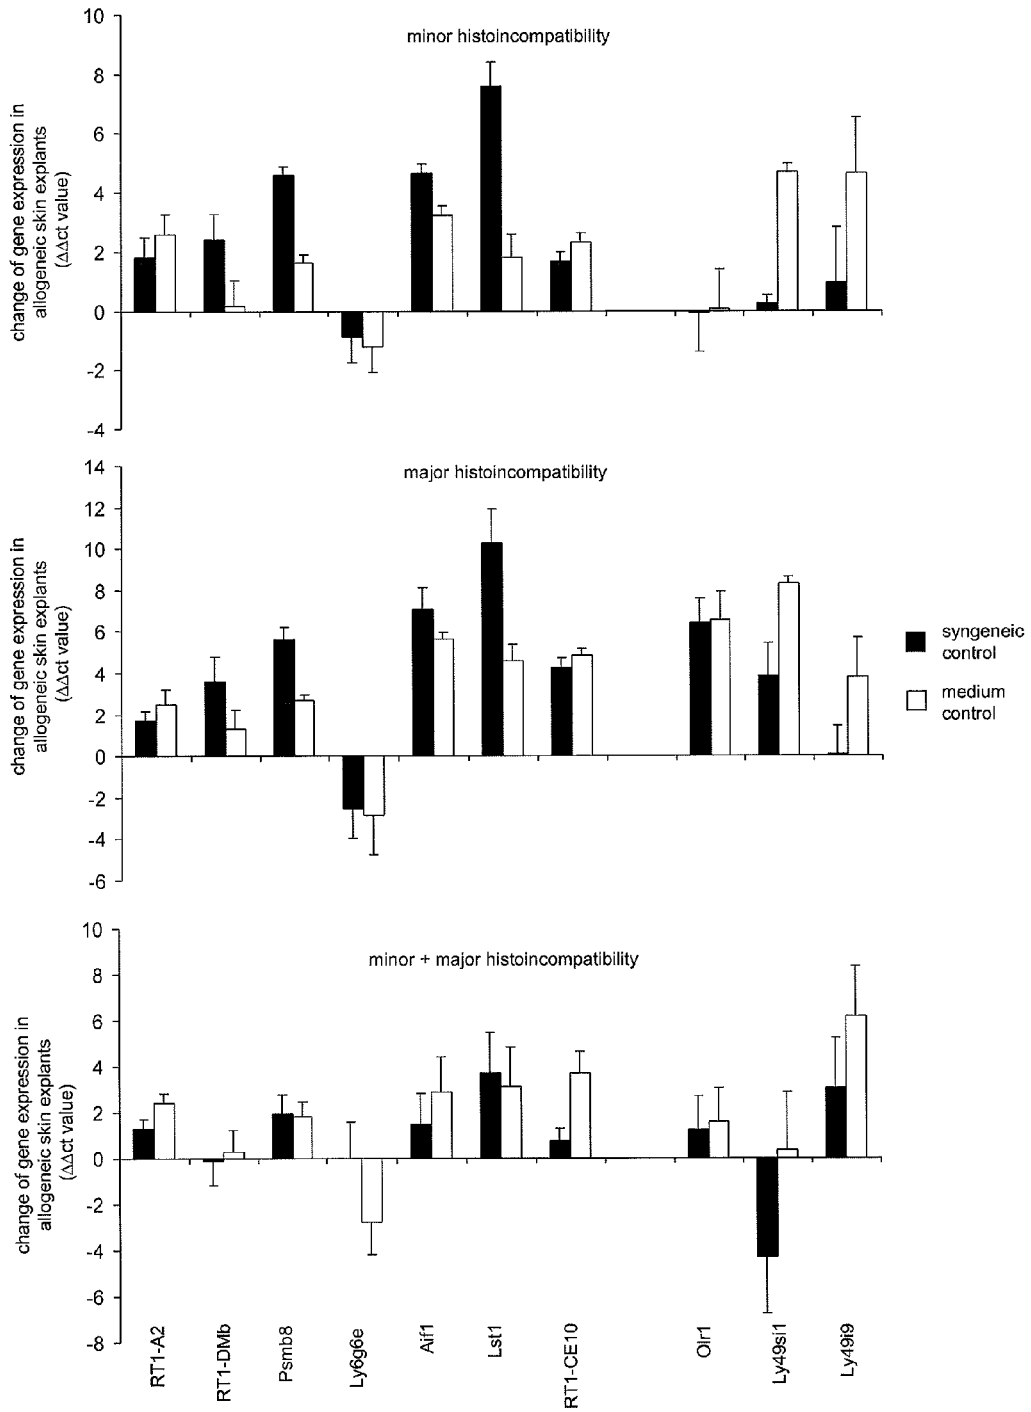 minor histoincompatibility
change of gene expression in
allogeneic skin explants
(ΔΔct value)
10
8
6
4
2
0
-2
-4
major histoincompatibility
change of gene expression in
allogeneic skin explants
(ΔΔct value)
14
12
10
8
6
4
2
0
-2
-4
-6
syngeneic
control
medium
control
minor + major histoincompatibility
change of gene expression in
allogeneic skin explants
(ΔΔct value)
10
8
6
4
2
0
-2
-4
-6
-8
RT1-A2
RT1-DMb
Psmb8
Ly6g6e
Aif1
Lst1
RT1-CE10
Olr1
Ly49si1
Ly49i9